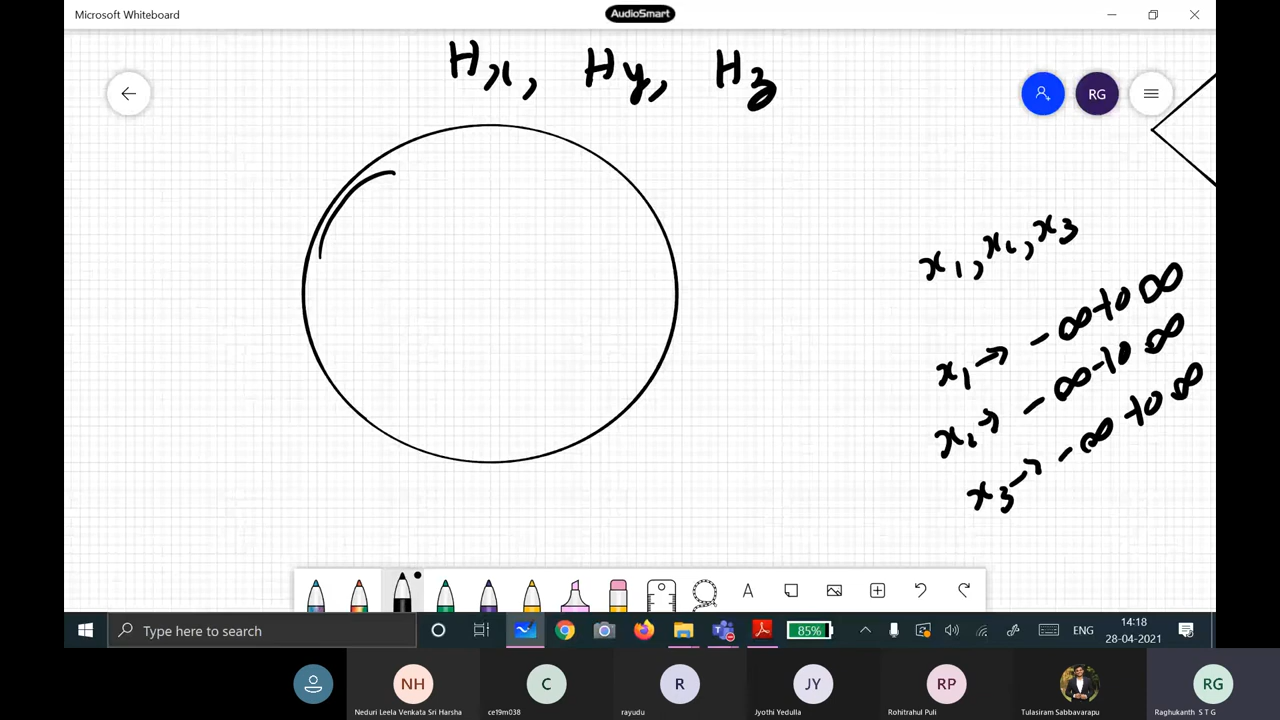 Microsoft Whiteboard
AudioSmart
Hx, Hy, Hz
RG
x1, x2, x3
x1 → -∞ to ∞
x2 → -∞ to ∞
x3 → -∞ to ∞
A
Type here to search
85%
ENG
14:18
28-04-2021
NH
C
R
JY
RP
RG
Neduri Leela Venkata Sri Harsha
ce19m038
rayudu
Jyothi Yedulla
Rohitrahul Puli
Tulasiram Sabbavarapu
Raghukanth S T G